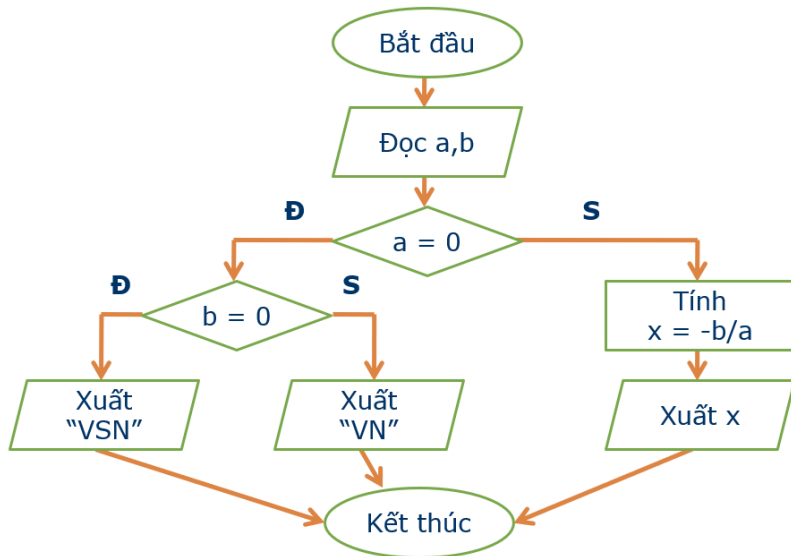 Bắt đầu
Đọc a,b
Đ
S
a = 0
Đ
S
b = 0
Tính
x = -b/a
Xuất
“VSN”
Xuất
“VN”
Xuất x
Kết thúc